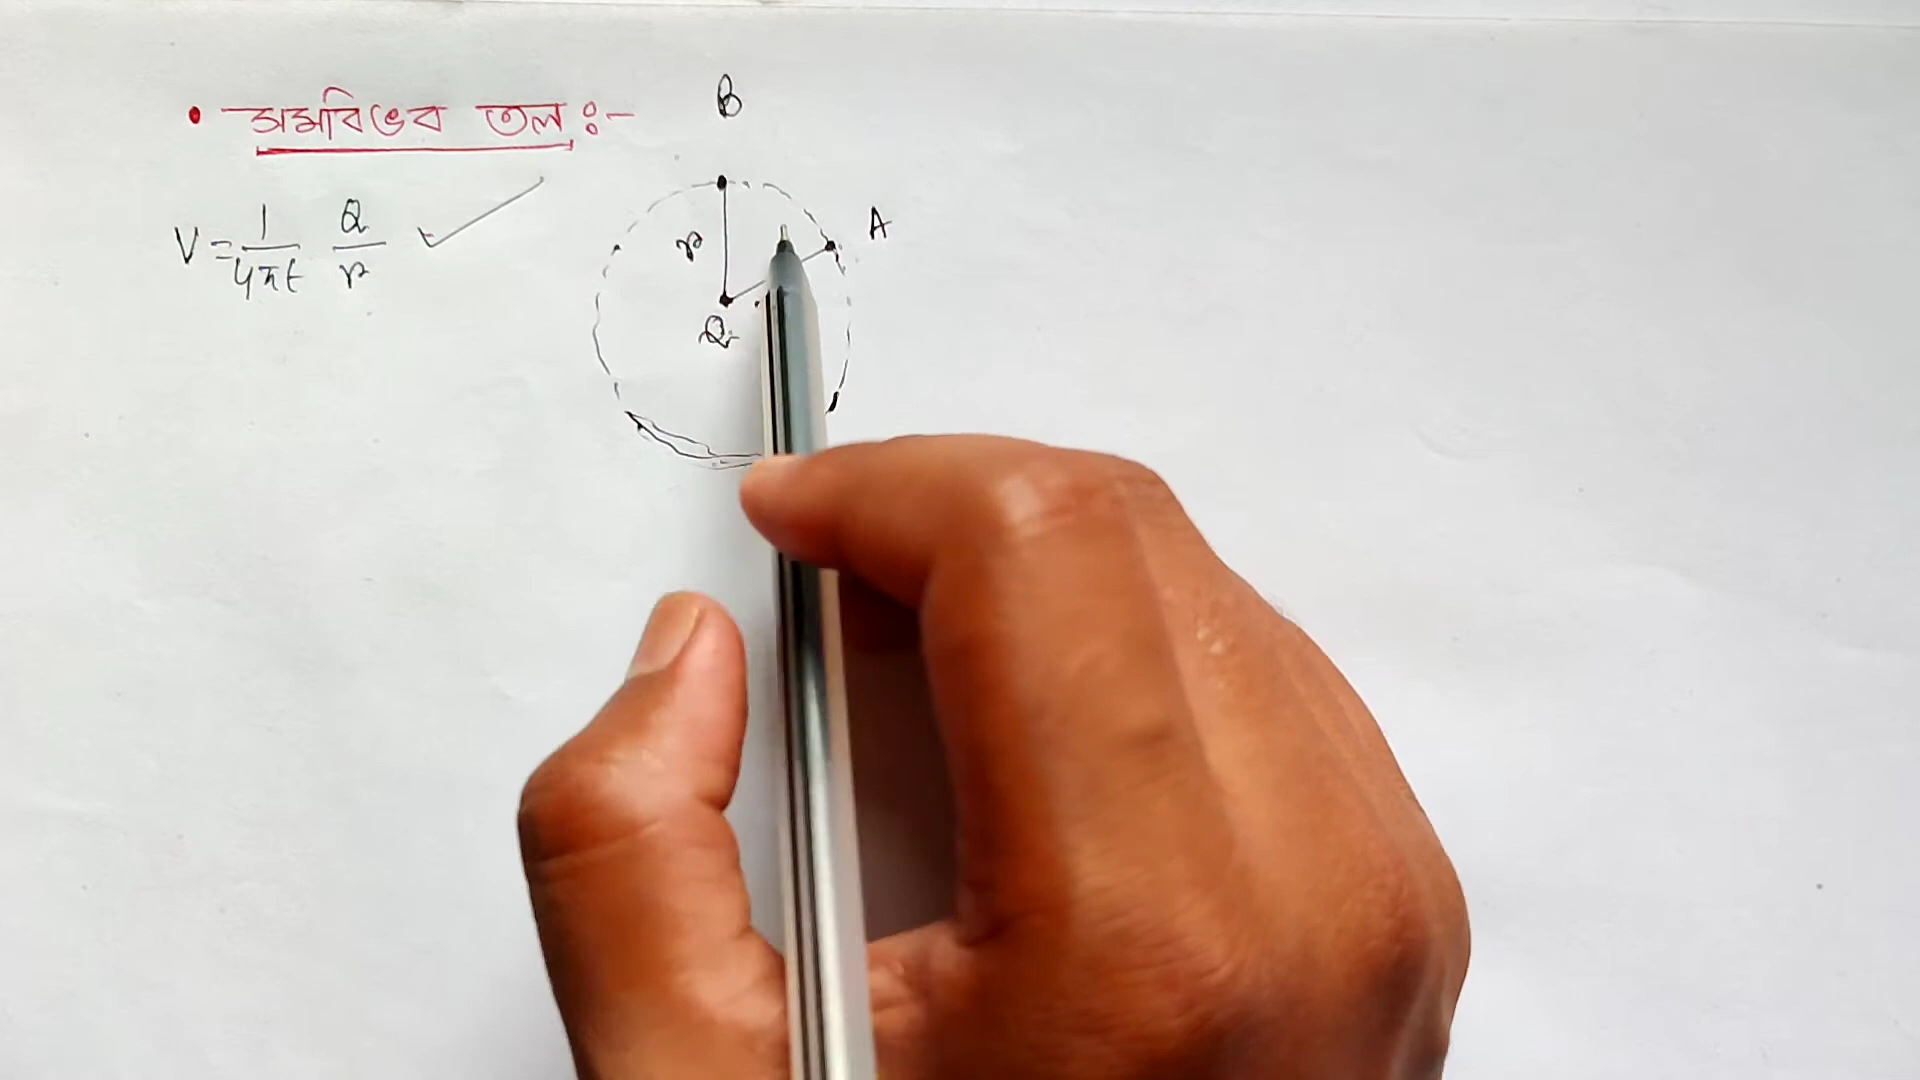 • সমবিভব তল :-
B
A
V = 1/4πε Q/r
r
Q